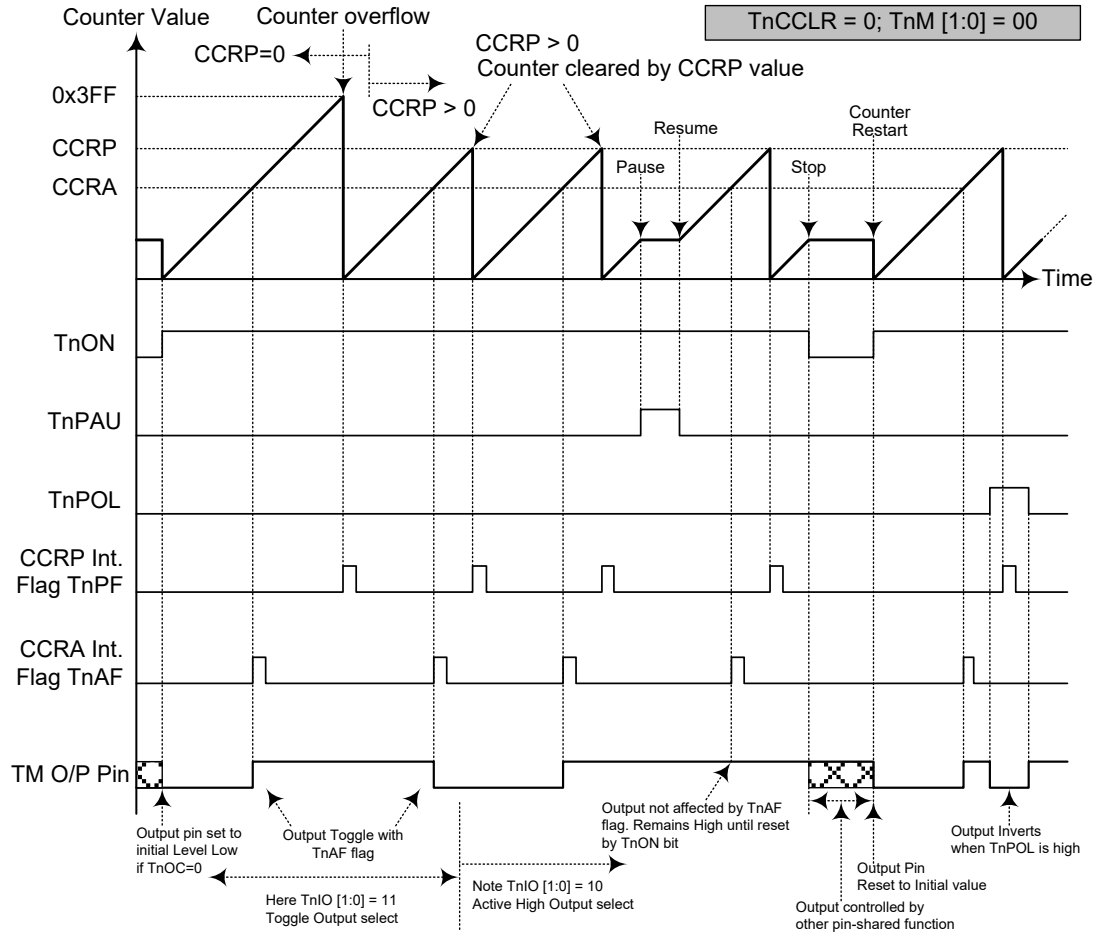 Counter Value
Counter overflow
TnCCLR = 0; TnM [1:0] = 00
CCRP=0
CCRP > 0
CCRP > 0
Counter cleared by CCRP value
0x3FF
CCRP
CCRA
Pause
Resume
Stop
Counter
Restart
Time
TnON
TnPAU
TnPOL
CCRP Int.
Flag TnPF
CCRA Int.
Flag TnAF
TM O/P Pin
Output pin set to
initial Level Low
if TnOC=0
Output Toggle with
TnAF flag
Here TnIO [1:0] = 11
Toggle Output select
Note TnIO [1:0] = 10
Active High Output select
Output not affected by TnAF
flag. Remains High until reset
by TnON bit
Output controlled by
other pin-shared function
Output Pin
Reset to Initial value
Output Inverts
when TnPOL is high